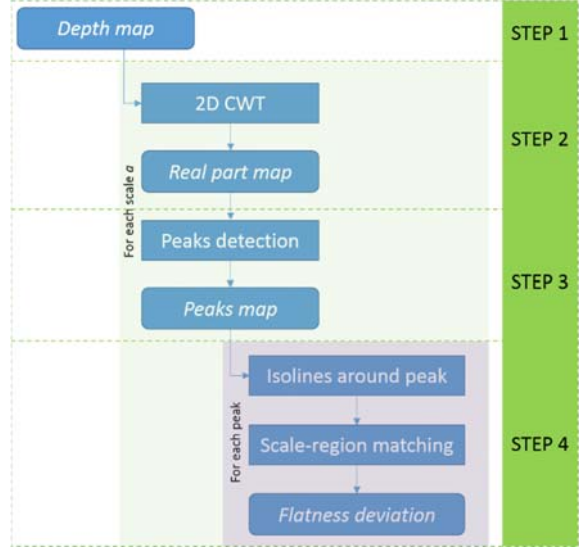 Depth map
STEP 1
2D CWT
Real part map
STEP 2
For each scale a
Peaks detection
Peaks map
STEP 3
Isolines around peak
Scale-region matching
Flatness deviation
For each peak
STEP 4